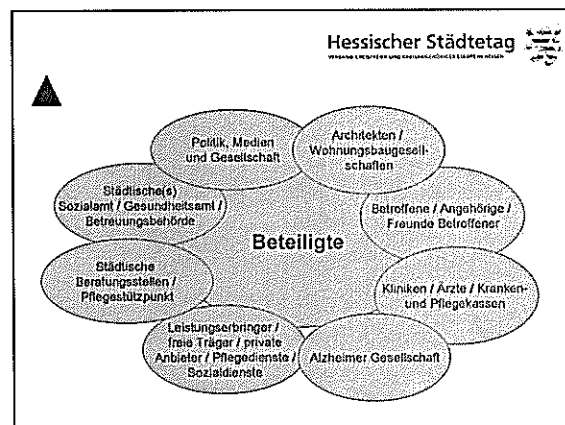 Hessischer Städtetag
Politik, Medien
und Gesellschaft
Architekten /
Wohnungsbaugesell-
schaften
Städtische(s)
Sozialamt / Gesundheitsamt /
Betreuungsbehörde
Betroffene / Angehörige /
Freunde Betroffener
Beteiligte
Städtische
Beratungsstellen /
Pflegestützpunkt
Kliniken / Ärzte / Kranken-
und Pflegekassen
Leistungserbringer /
freie Träger / private
Anbieter / Pflegedienste /
Sozialdienste
Alzheimer Gesellschaft